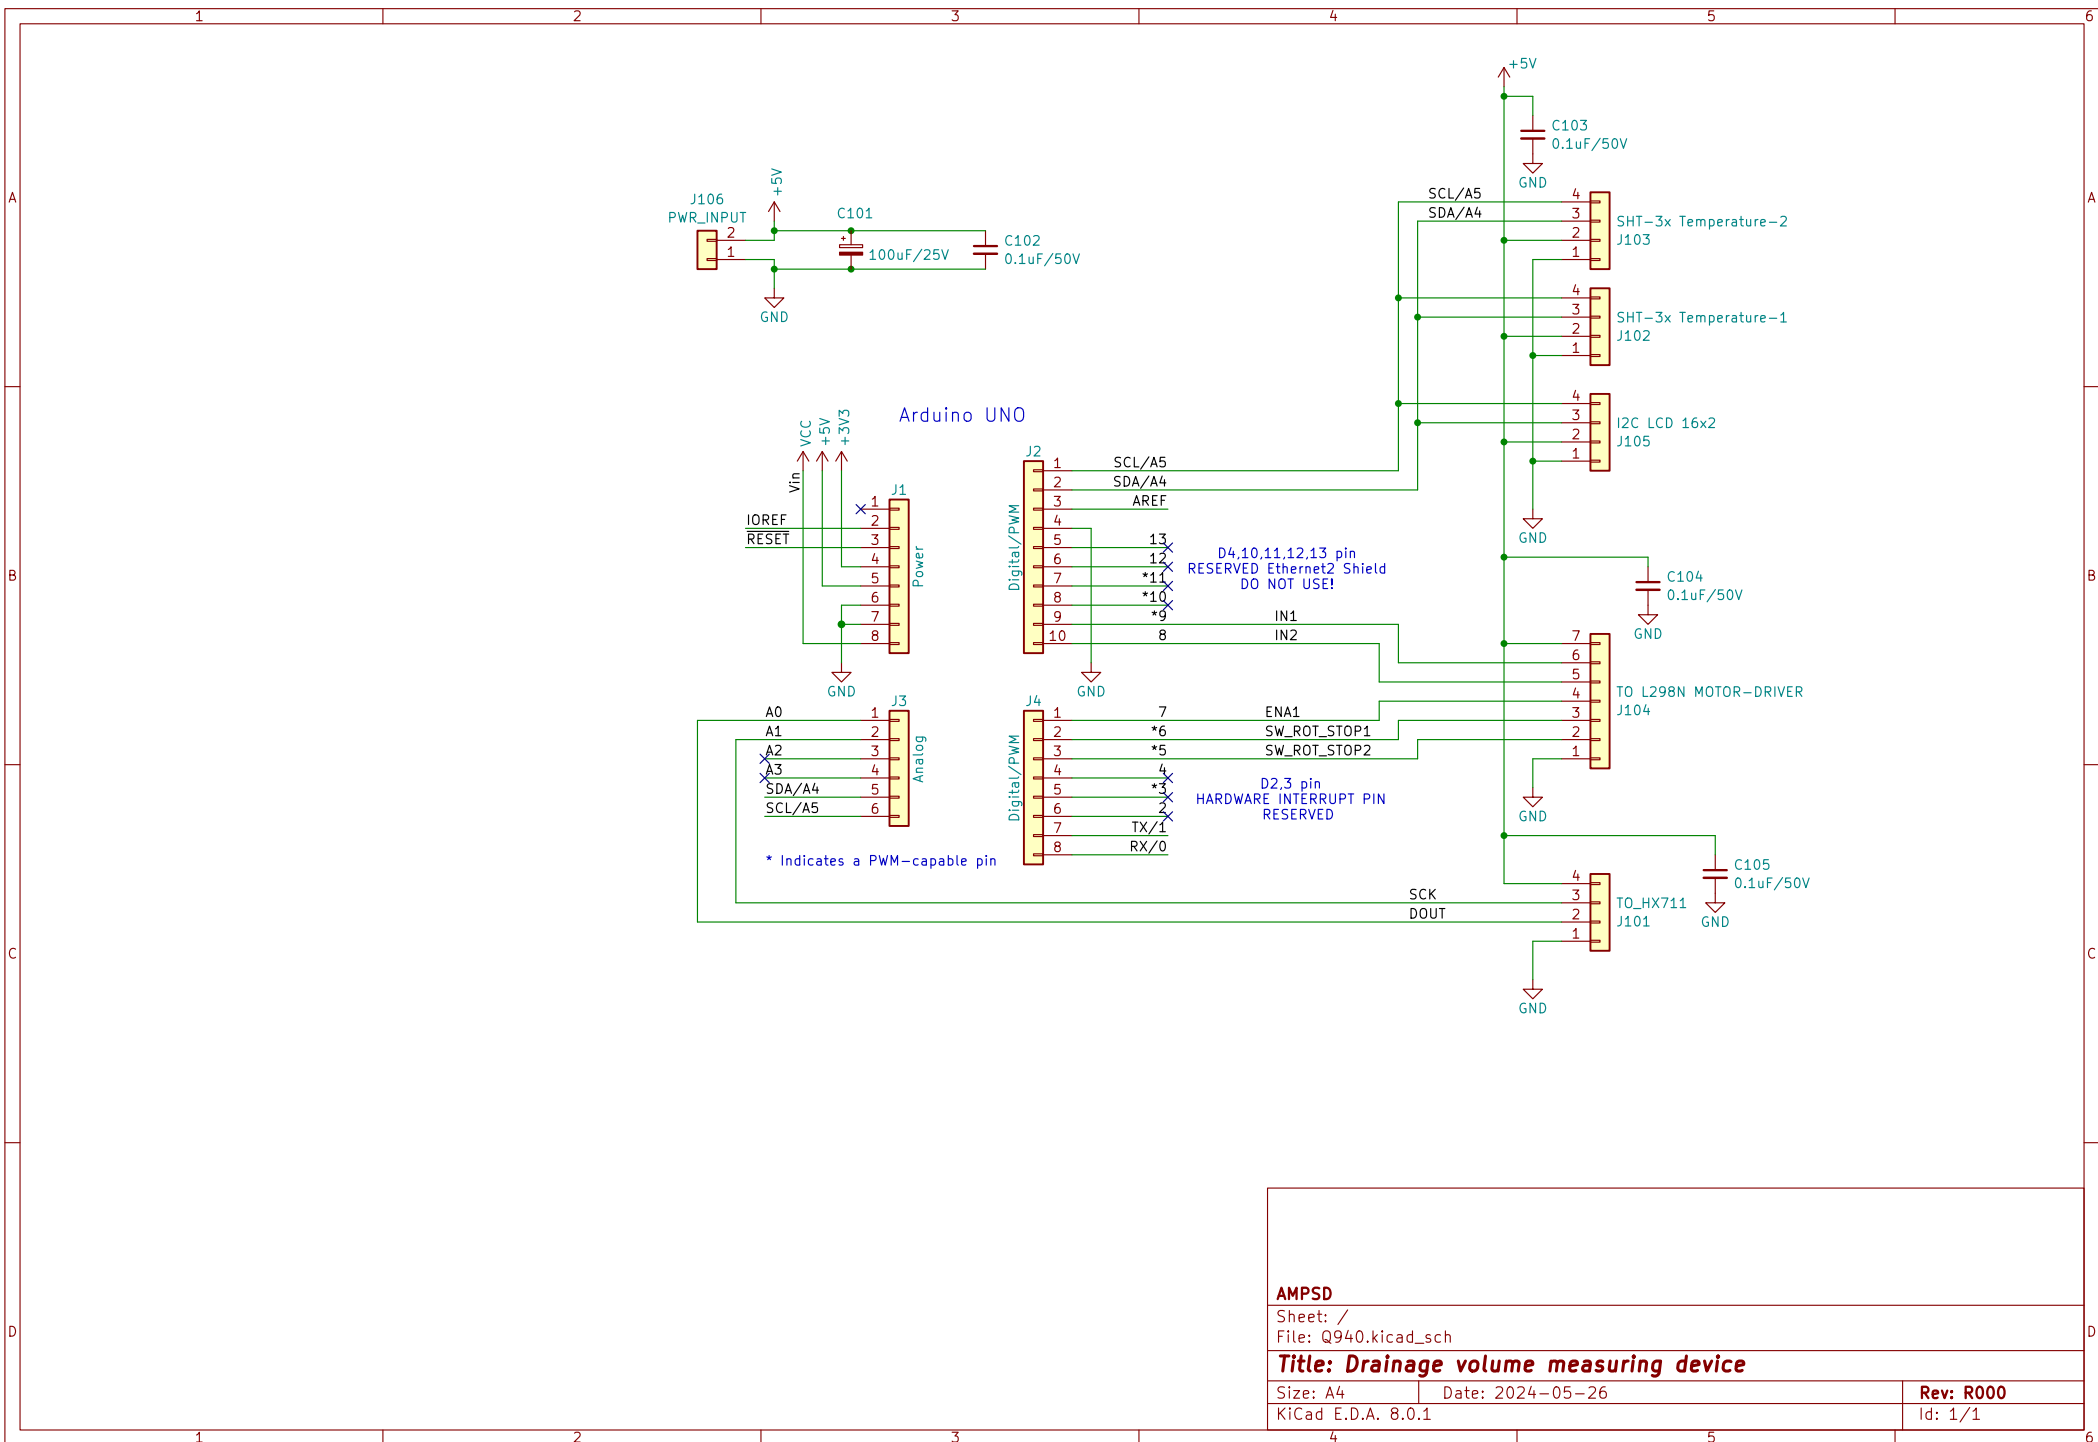 1 2 3 4 5 6
A
B
C
D
A
B
C
D
1 2 3 4 5 6
J106
PWR_INPUT
2
1
+5V
GND
C101
+
100uF/25V
C102
0.1uF/50V
+5V
C103
0.1uF/50V
GND
SCL/A5
SDA/A4
4
3
2
1
SHT-3x Temperature-2
J103
4
3
2
1
SHT-3x Temperature-1
J102
4
3
2
1
I2C LCD 16x2
J105
GND
Arduino UNO
VCC
+5V
+3V3
Vin
IOREF
RESET
J1
1
2
3
4
5
6
7
8
Power
GND
J2
Digital/PWM
1
2
3
4
5
6
7
8
9
10
SCL/A5
SDA/A4
AREF
13
12
*11
*10
*9
8
GND
D4,10,11,12,13 pin
RESERVED Ethernet2 Shield
DO NOT USE!
IN1
IN2
C104
0.1uF/50V
GND
7
6
5
4
3
2
1
TO L298N MOTOR-DRIVER
J104
GND
J3
A0
A1
A2
A3
SDA/A4
SCL/A5
1
2
3
4
5
6
Analog
* Indicates a PWM-capable pin
J4
Digital/PWM
1
2
3
4
5
6
7
8
7
*6
*5
4
*3
2
TX/1
RX/0
ENA1
SW_ROT_STOP1
SW_ROT_STOP2
D2,3 pin
HARDWARE INTERRUPT PIN
RESERVED
C105
0.1uF/50V
GND
SCK
DOUT
4
3
2
1
TO_HX711
J101
GND
AMPSD
Sheet: /
File: Q940.kicad_sch
Title: Drainage volume measuring device
Size: A4 Date: 2024-05-26 Rev: R000
KiCad E.D.A. 8.0.1 Id: 1/1